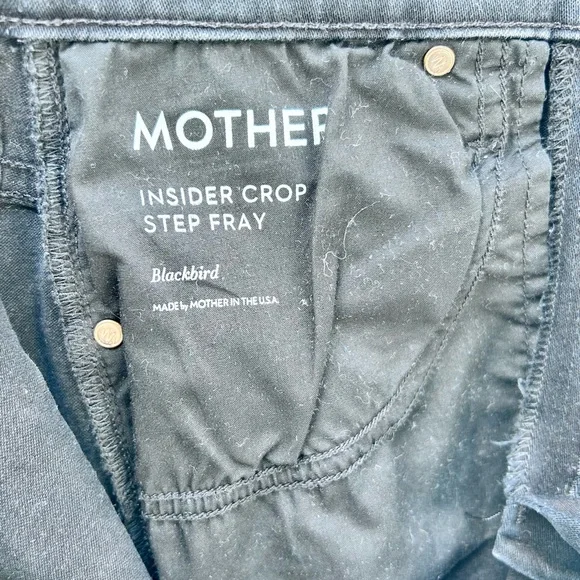 MOTHER
INSIDER CROP
STEP FRAY
Blackbird.
MADE by MOTHER IN THE U.S.A.